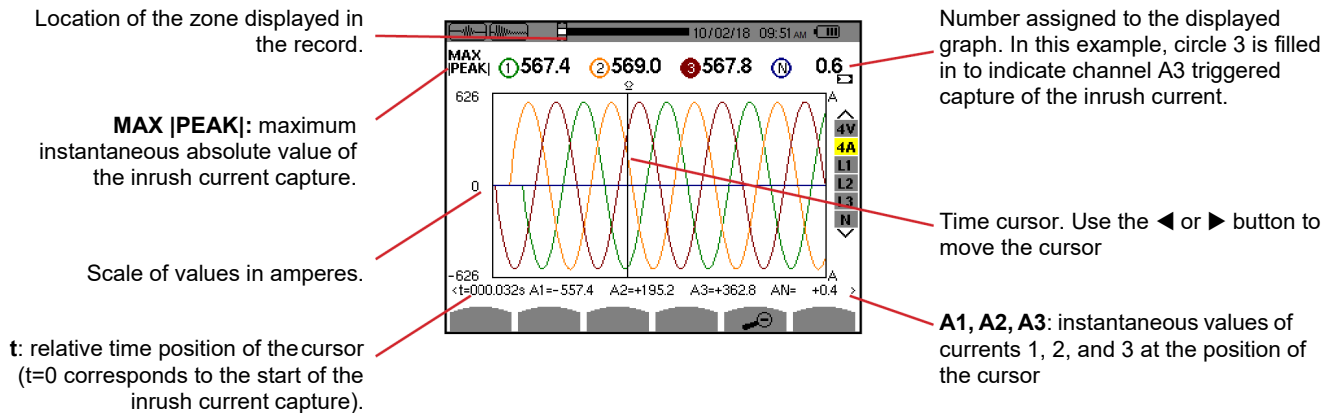 Location of the zone displayed in
the record.
MAX |PEAK|: maximum
instantaneous absolute value of
the inrush current capture.
Scale of values in amperes.
t: relative time position of thecursor
(t=0 corresponds to the start of the
inrush current capture).
10/02/18 09:51 AM
MAX
|PEAK| 1 567.4 2 569.0 3 567.8 N 0.6
626 A
4V
4A
L1
L2
L3
N
0
-626 A
<t=000.032s A1=-557.4 A2=+195.2 A3=+362.8 AN= +0.4 >
Number assigned to the displayed
graph. In this example, circle 3 is filled
in to indicate channel A3 triggered
capture of the inrush current.
Time cursor. Use the ◄ or ► button to
move the cursor
A1, A2, A3: instantaneous values of
currents 1, 2, and 3 at the position of
the cursor